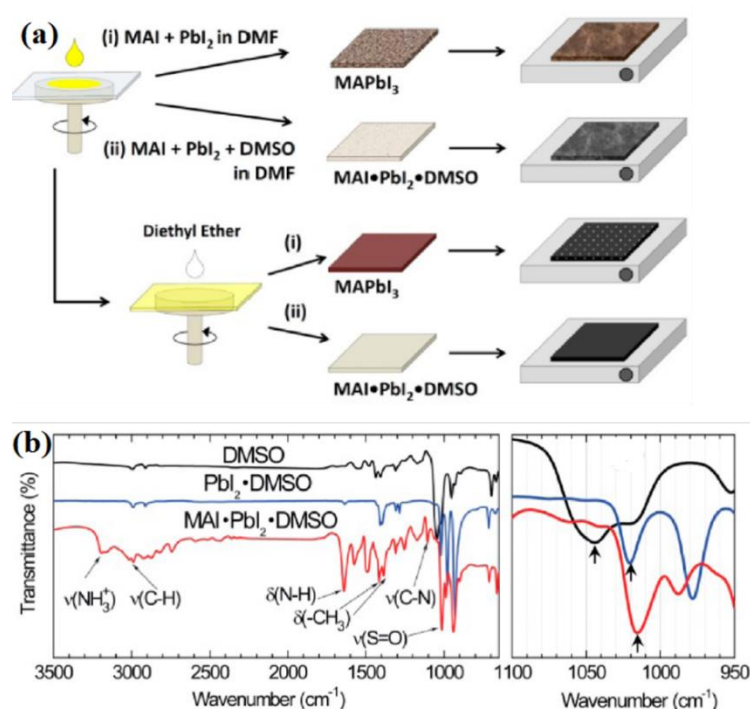 (a)
(i) MAI + PbI₂ in DMF
MAPbI₃
(ii) MAI + PbI₂ + DMSO
in DMF
MAI•PbI₂•DMSO
Diethyl Ether
(i)
MAPbI₃
(ii)
MAI•PbI₂•DMSO
(b)
Transmittance (%)
DMSO
PbI₂•DMSO
MAI•PbI₂•DMSO
ν(NH₃⁺)
ν(C-H)
δ(N-H)
δ(-CH₃)
ν(C-N)
ν(S=O)
3500 3000 2500 2000 1500 1000
Wavenumber (cm⁻¹)
1100 1050 1000 950
Wavenumber (cm⁻¹)